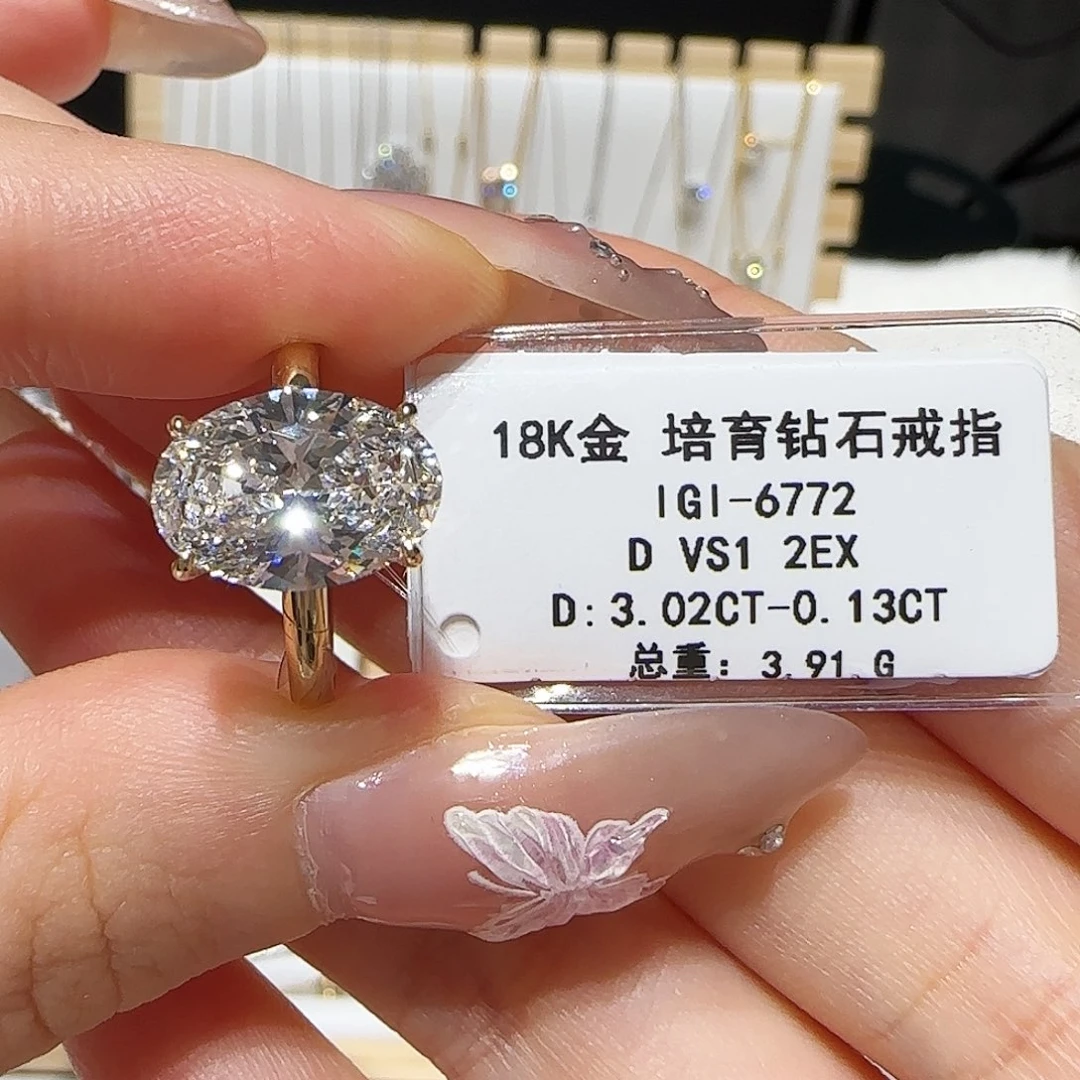 18K金 培育钻石戒指
IGI-6772
D VS1 2EX
D:3.02CT-0.13CT
总重: 3.91 G